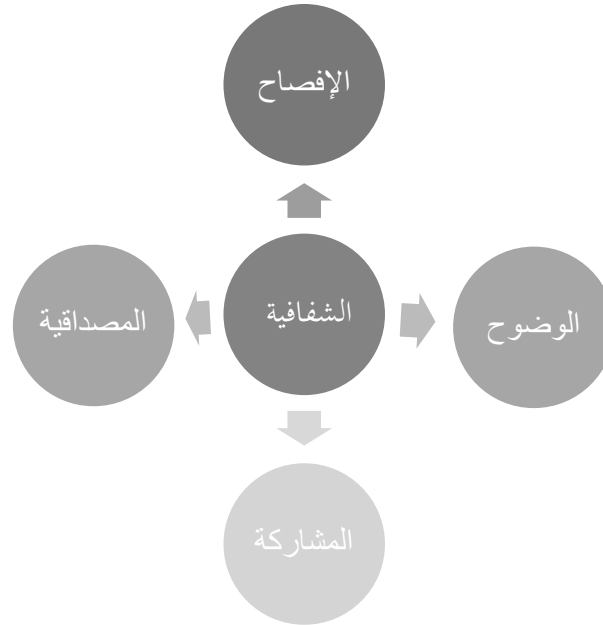 الإفصاح
الوضوح
الشفافية
المصداقية
المشاركة